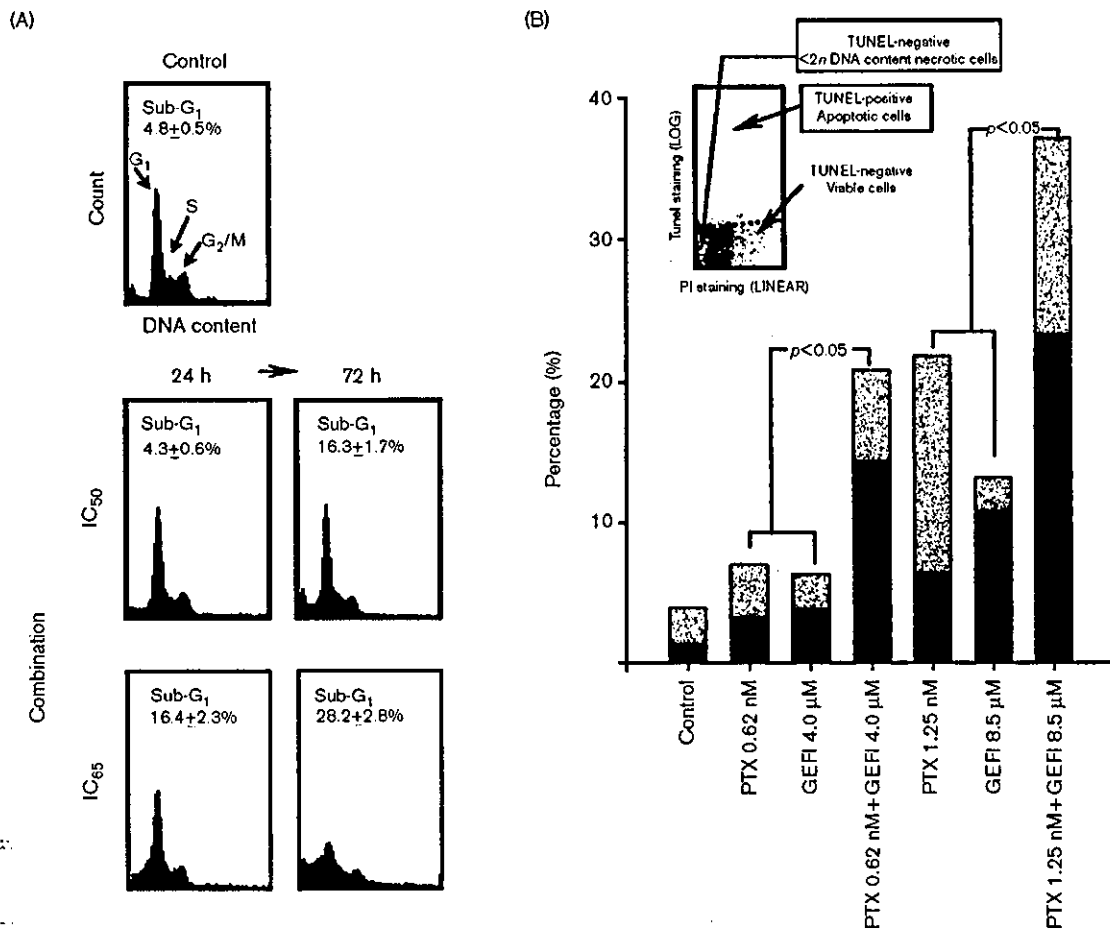 (A)
Control
Sub-G1
4.8±0.5%
G1
S
G2/M
Count
DNA content
24 h
72 h
Sub-G1
4.3±0.6%
Sub-G1
16.3±1.7%
IC50
Sub-G1
16.4±2.3%
Sub-G1
28.2±2.8%
IC65
Combination
(B)
TUNEL-negative
<2n DNA content necrotic cells
TUNEL-positive
Apoptotic cells
TUNEL-negative
Viable cells
Tunel staining (LOG)
PI staining (LINEAR)
40
30
20
10
Percentage (%)
p<0.05
p<0.05
Control
PTX 0.62 nM
GEFI 4.0 µM
PTX 0.62 nM+GEFI 4.0 µM
PTX 1.25 nM
GEFI 8.5 µM
PTX 1.25 nM+GEFI 8.5 µM